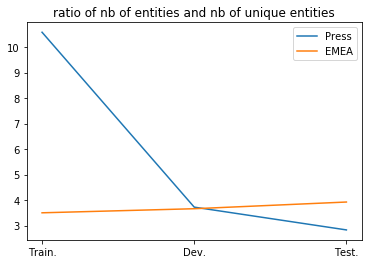 ratio of nb of entities and nb of unique entities
Press
EMEA
10
9
8
7
6
5
4
3
Train.
Dev.
Test.